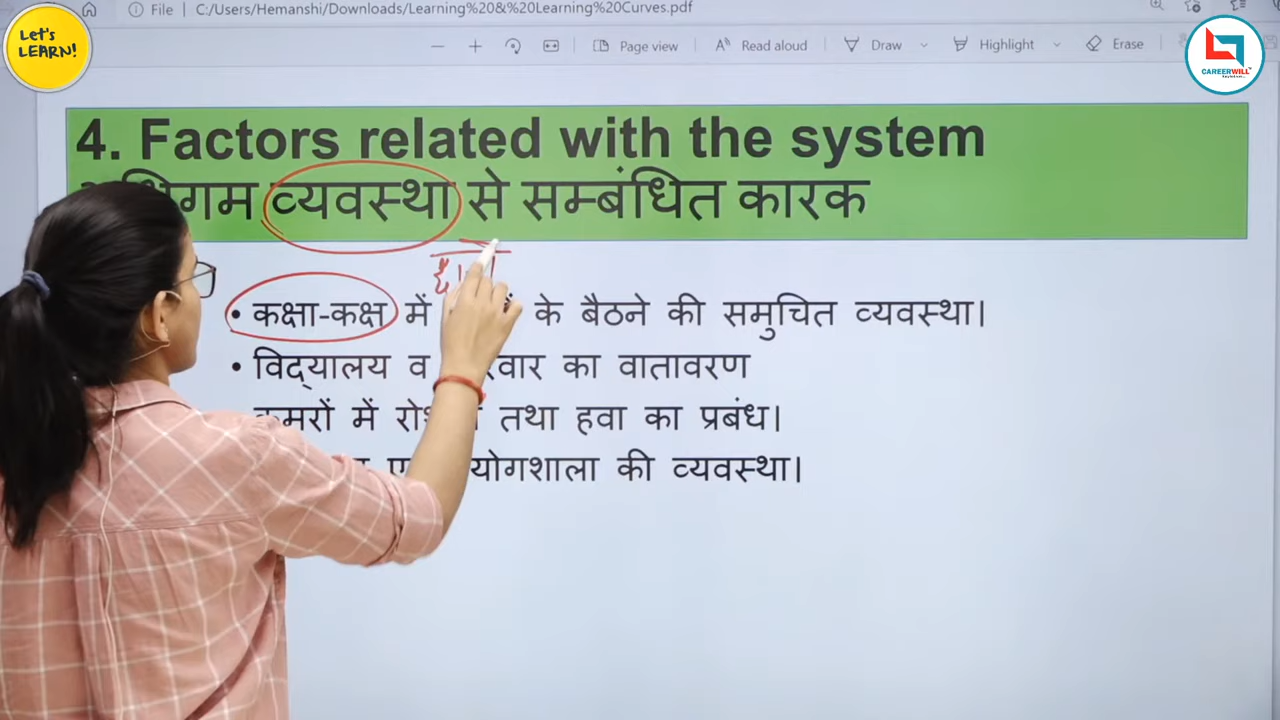 Let's
LEARN!
File | C:/Users/Hemanshi/Downloads/Learning%20&%20Learning%20Curves.pdf
Page view | Read aloud | Draw | Highlight | Erase
CAREERWILL
4. Factors related with the system
व्यवस्था से सम्बंधित कारक
• कक्षा-कक्ष में के बैठने की समुचित व्यवस्था।
• विद्यालय व का वातावरण
में तथा हवा का प्रबंध।
की व्यवस्था।